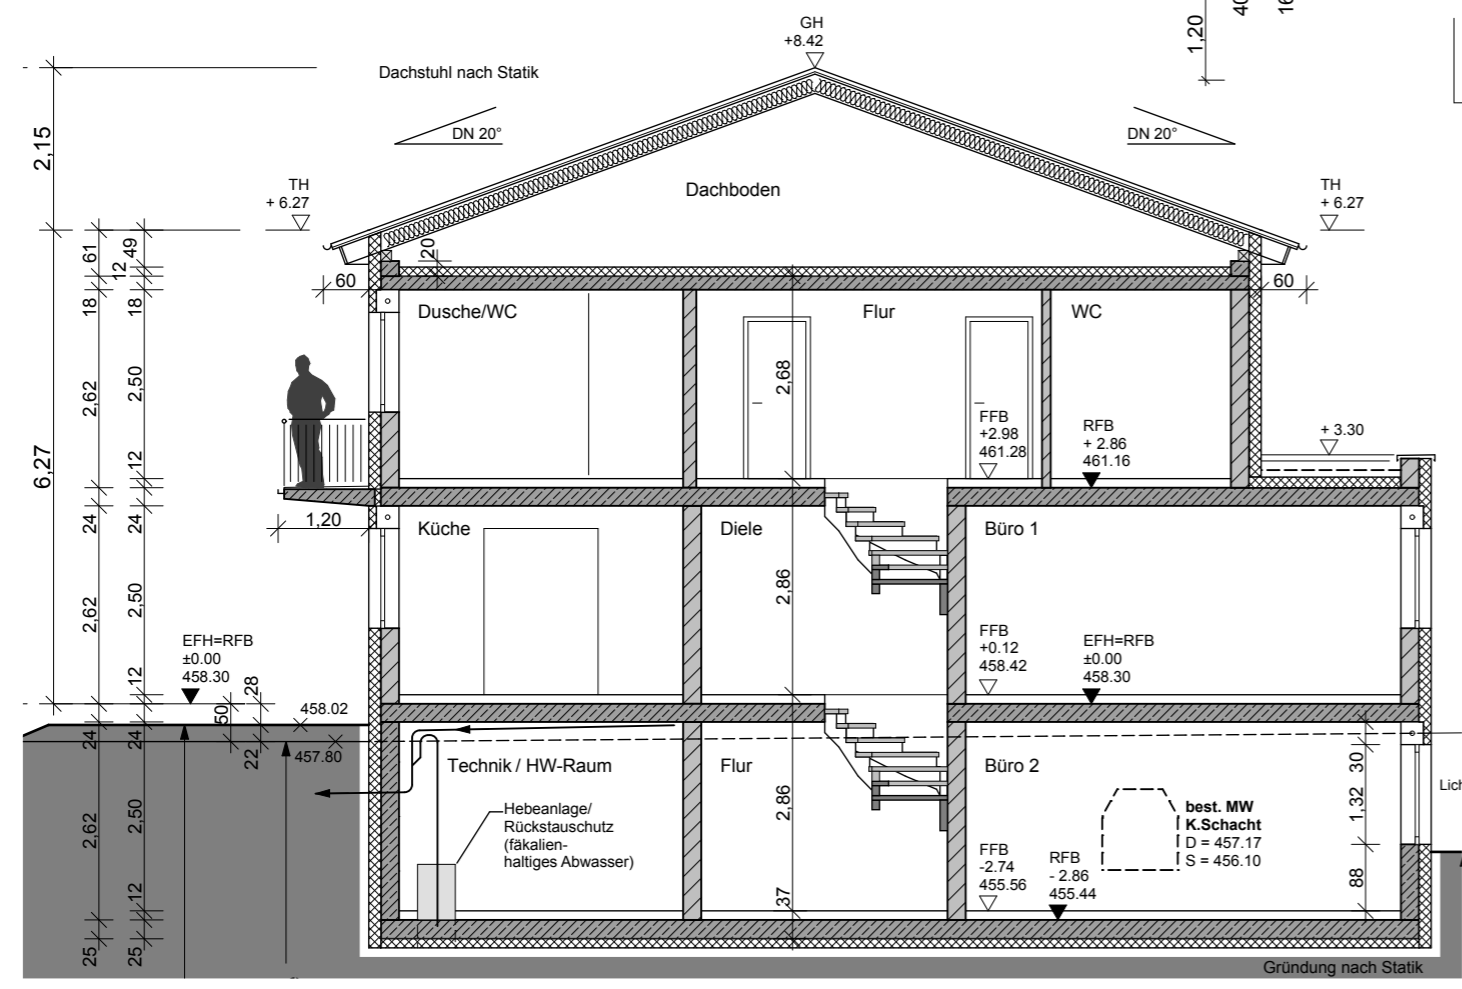 GH
+8.42
1,20
40
16
Dachstuhl nach Statik
DN 20°
DN 20°
2,15
Dachboden
TH
+ 6.27
TH
+ 6.27
61
49
12
20
60
60
18
18
Dusche/WC
Flur
WC
2,62
2,50
2,68
FFB
+2.98
461.28
RFB
+ 2.86
461.16
+ 3.30
6,27
12
24
24
1,20
Küche
Diele
Büro 1
2,62
2,50
2,86
EFH=RFB
±0.00
458.30
FFB
+0.12
458.42
EFH=RFB
±0.00
458.30
12
28
50
458.02
24
24
22
457.80
Technik / HW-Raum
Flur
Büro 2
30
1,32
Lich
Hebeanlage/
Rückstauschutz
(fäkalien-
haltiges Abwasser)
best. MW
K.Schacht
D = 457.17
S = 456.10
2,62
2,50
2,86
FFB
-2.74
455.56
RFB
- 2.86
455.44
88
12
37
25
25
Gründung nach Statik